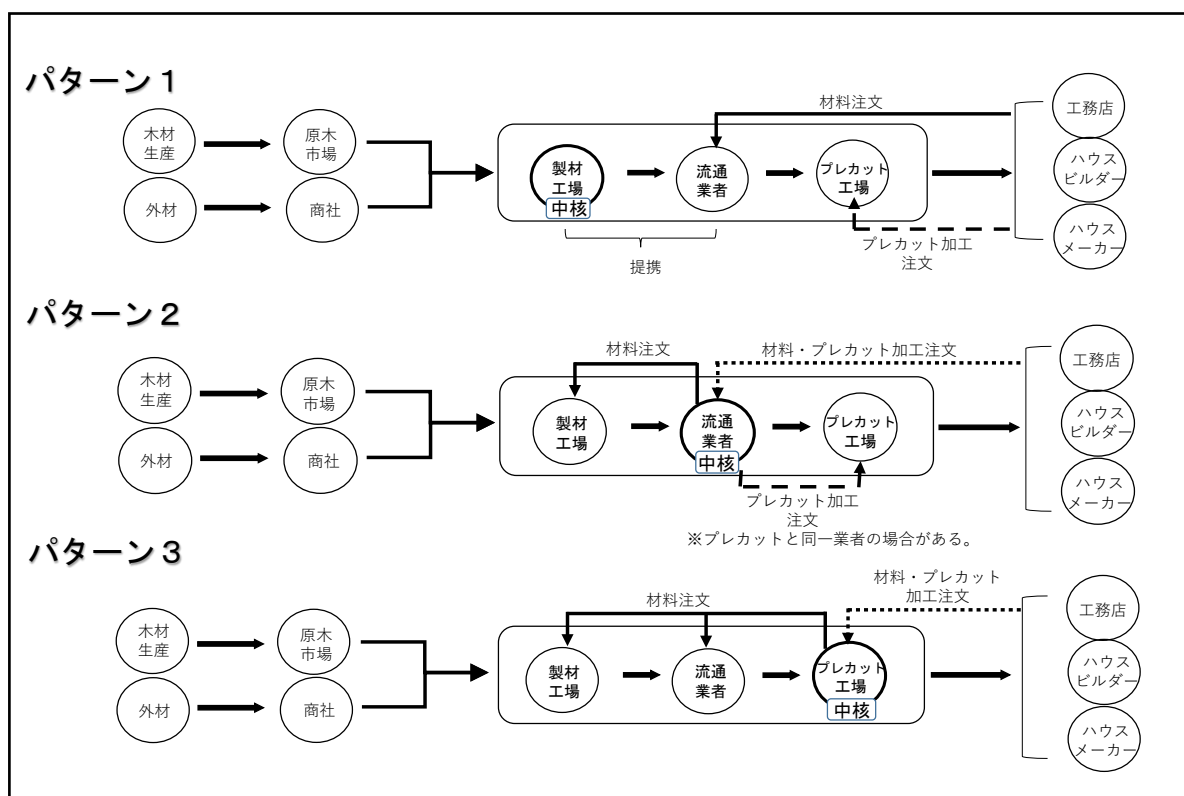 パターン1
木材
生産
原木
市場
外材
商社
製材
工場
中核
流通
業者
プレカット
工場
提携
材料注文
プレカット加工
注文
工務店
ハウス
ビルダー
ハウス
メーカー
パターン2
木材
生産
原木
市場
外材
商社
材料注文
材料・プレカット加工注文
製材
工場
流通
業者
中核
プレカット
工場
プレカット加工
注文
※プレカットと同一業者の場合がある。
工務店
ハウス
ビルダー
ハウス
メーカー
パターン3
木材
生産
原木
市場
外材
商社
材料注文
材料・プレカット
加工注文
製材
工場
流通
業者
プレカット
工場
中核
工務店
ハウス
ビルダー
ハウス
メーカー